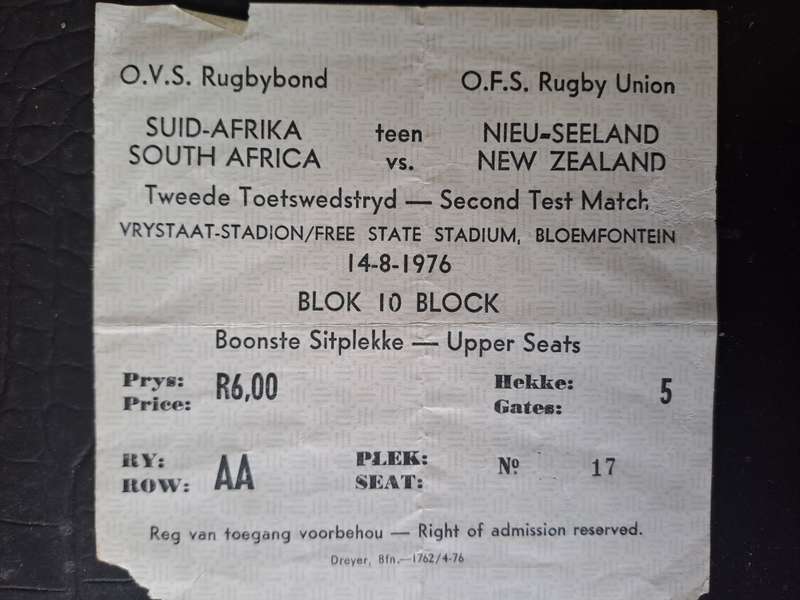 O.V.S. Rugbybond O.F.S. Rugby Union
SUID-AFRIKA teen NIEU-SEELAND
SOUTH AFRICA vs. NEW ZEALAND
Tweede Toetswedstryd — Second Test Match
VRYSTAAT-STADION/FREE STATE STADIUM, BLOEMFONTEIN
14-8-1976
BLOK 10 BLOCK
Boonste Sitplekke — Upper Seats
Prys: R6,00 Hekke: 5
Price: Gates:
RY: AA PLEK: Nº 17
ROW: SEAT:
Reg van toegang voorbehou — Right of admission reserved.
Dreyer, Bfn.—1762/4-76